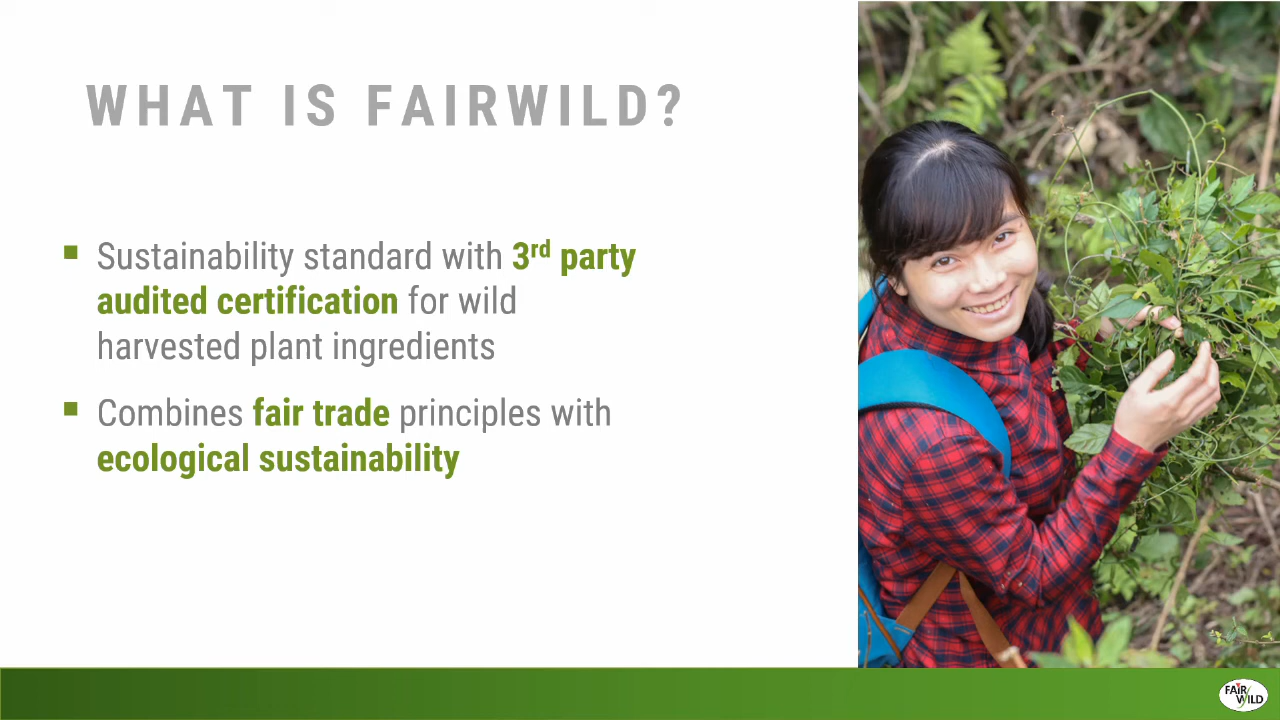 WHAT IS FAIRWILD?
▪ Sustainability standard with 3rd party
audited certification for wild
harvested plant ingredients
▪ Combines fair trade principles with
ecological sustainability
FAIR
WILD